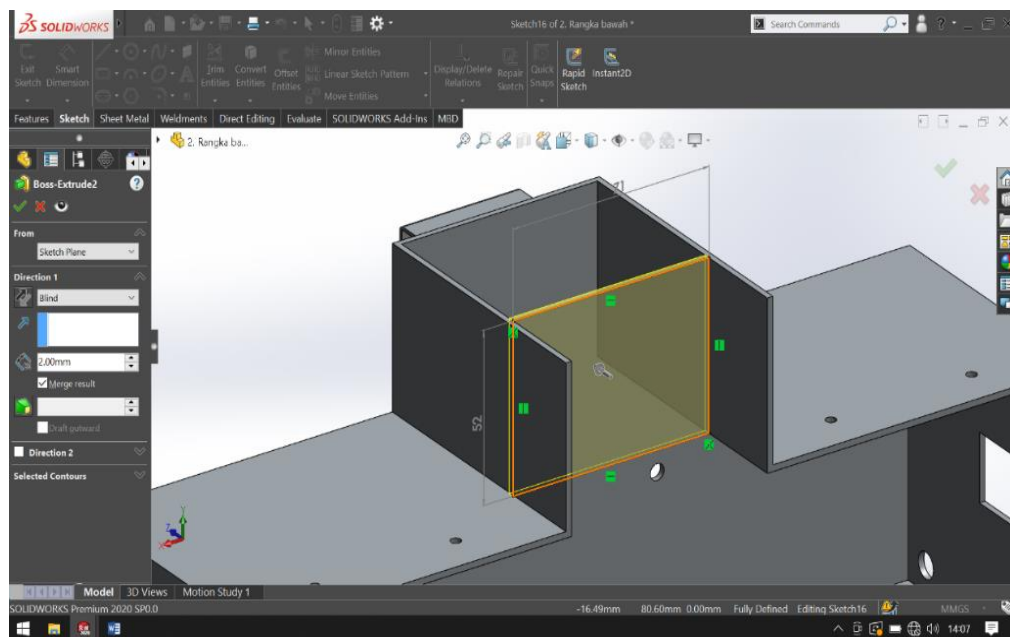 SOLIDWORKS
Sketch16 of 2. Rangka bawah *
Search Commands
Exit Sketch
Smart Dimension
Trim Entities
Convert Entities
Offset Entities
Mirror Entities
Linear Sketch Pattern
Move Entities
Display/Delete Relations
Repair Sketch
Quick Snaps
Rapid Sketch
Instant2D
Features Sketch Sheet Metal Weldments Direct Editing Evaluate SOLIDWORKS Add-Ins MBD
2. Rangka ba...
Boss-Extrude2
From
Sketch Plane
Direction 1
Blind
2.00mm
Merge result
Draft outward
Direction 2
Selected Contours
71
52
Y
Z
X
Model 3D Views Motion Study 1
SOLIDWORKS Premium 2020 SP0.0
-16.49mm 80.60mm 0.00mm Fully Defined Editing Sketch16 MMGS
14:07